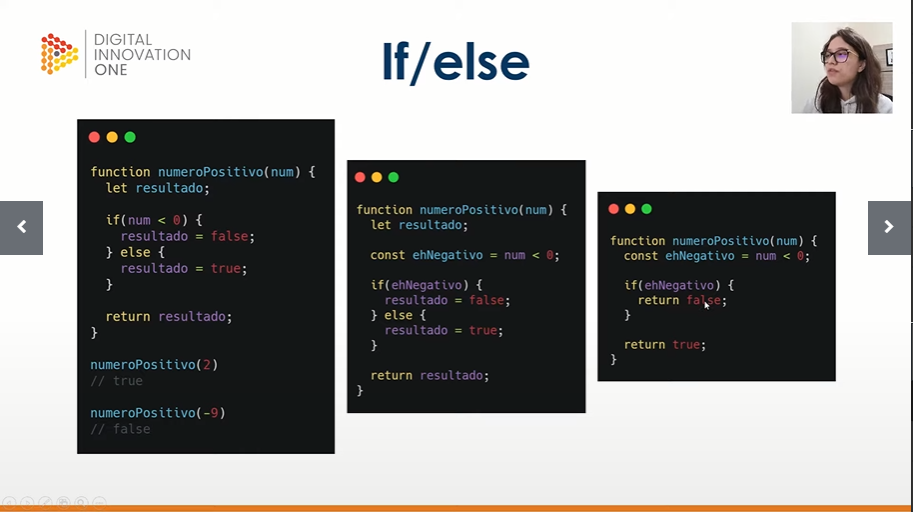 DIGITAL
INNOVATION
ONE
If/else
function numeroPositivo(num) {
let resultado;
if(num < 0) {
resultado = false;
} else {
resultado = true;
}
return resultado;
}
numeroPositivo(2)
// true
numeroPositivo(-9)
// false
function numeroPositivo(num) {
let resultado;
const ehNegativo = num < 0;
if(ehNegativo) {
resultado = false;
} else {
resultado = true;
}
return resultado;
}
function numeroPositivo(num) {
const ehNegativo = num < 0;
if(ehNegativo) {
return false;
}
return true;
}